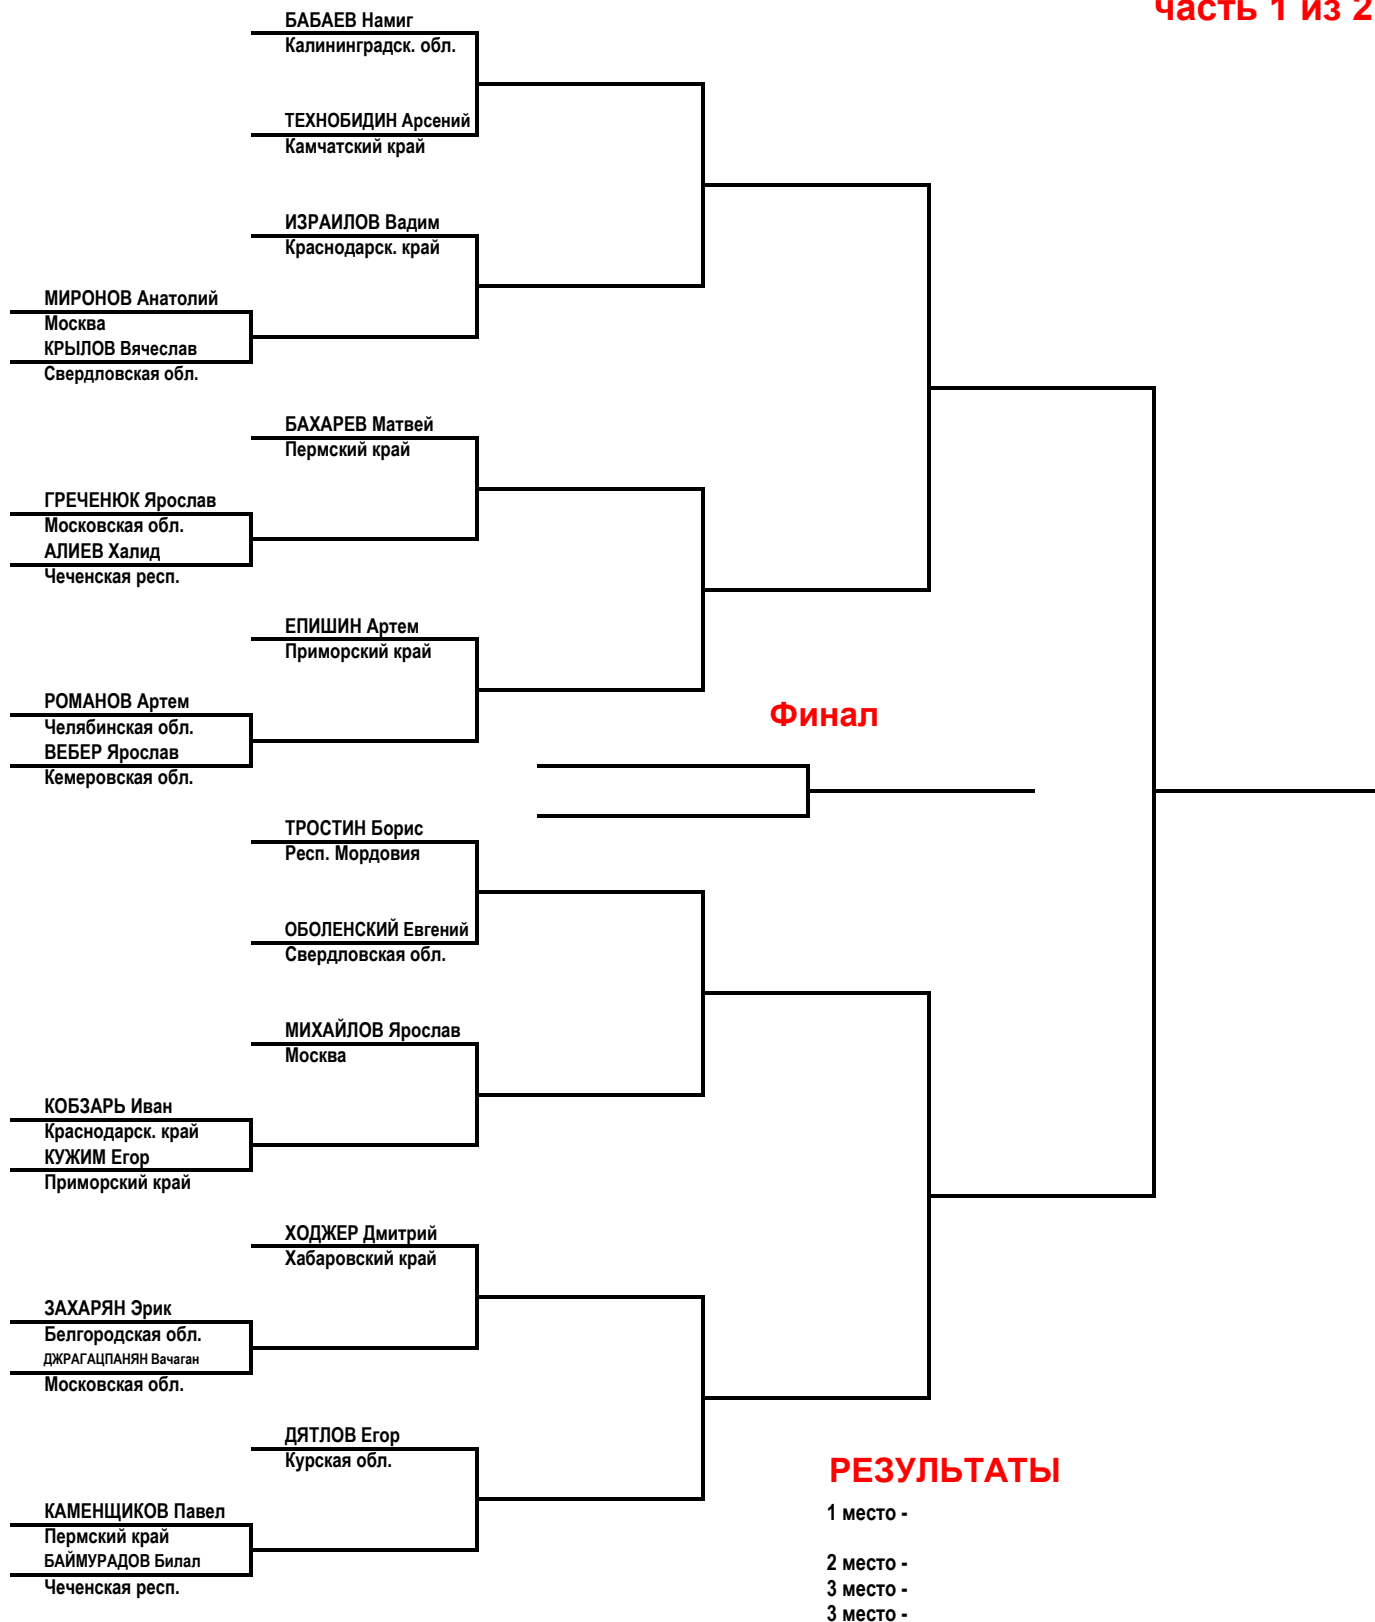 часть 1 из 2
БАБАЕВ Намиг
Калининградск. обл.
ТЕХНОБИДИН Арсений
Камчатский край
ИЗРАИЛОВ Вадим
Краснодарск. край
МИРОНОВ Анатолий
Москва
КРЫЛОВ Вячеслав
Свердловская обл.
БАХАРЕВ Матвей
Пермский край
ГРЕЧЕНЮК Ярослав
Московская обл.
АЛИЕВ Халид
Чеченская респ.
ЕПИШИН Артем
Приморский край
РОМАНОВ Артем
Челябинская обл.
ВЕБЕР Ярослав
Кемеровская обл.
Финал
ТРОСТИН Борис
Респ. Мордовия
ОБОЛЕНСКИЙ Евгений
Свердловская обл.
МИХАЙЛОВ Ярослав
Москва
КОБЗАРЬ Иван
Краснодарск. край
КУЖИМ Егор
Приморский край
ХОДЖЕР Дмитрий
Хабаровский край
ЗАХАРЯН Эрик
Белгородская обл.
ДЖРАГАЦПАНЯН Вачаган
Московская обл.
ДЯТЛОВ Егор
Курская обл.
КАМЕНЩИКОВ Павел
Пермский край
БАЙМУРАДОВ Билал
Чеченская респ.
РЕЗУЛЬТАТЫ
1 место -
2 место -
3 место -
3 место -